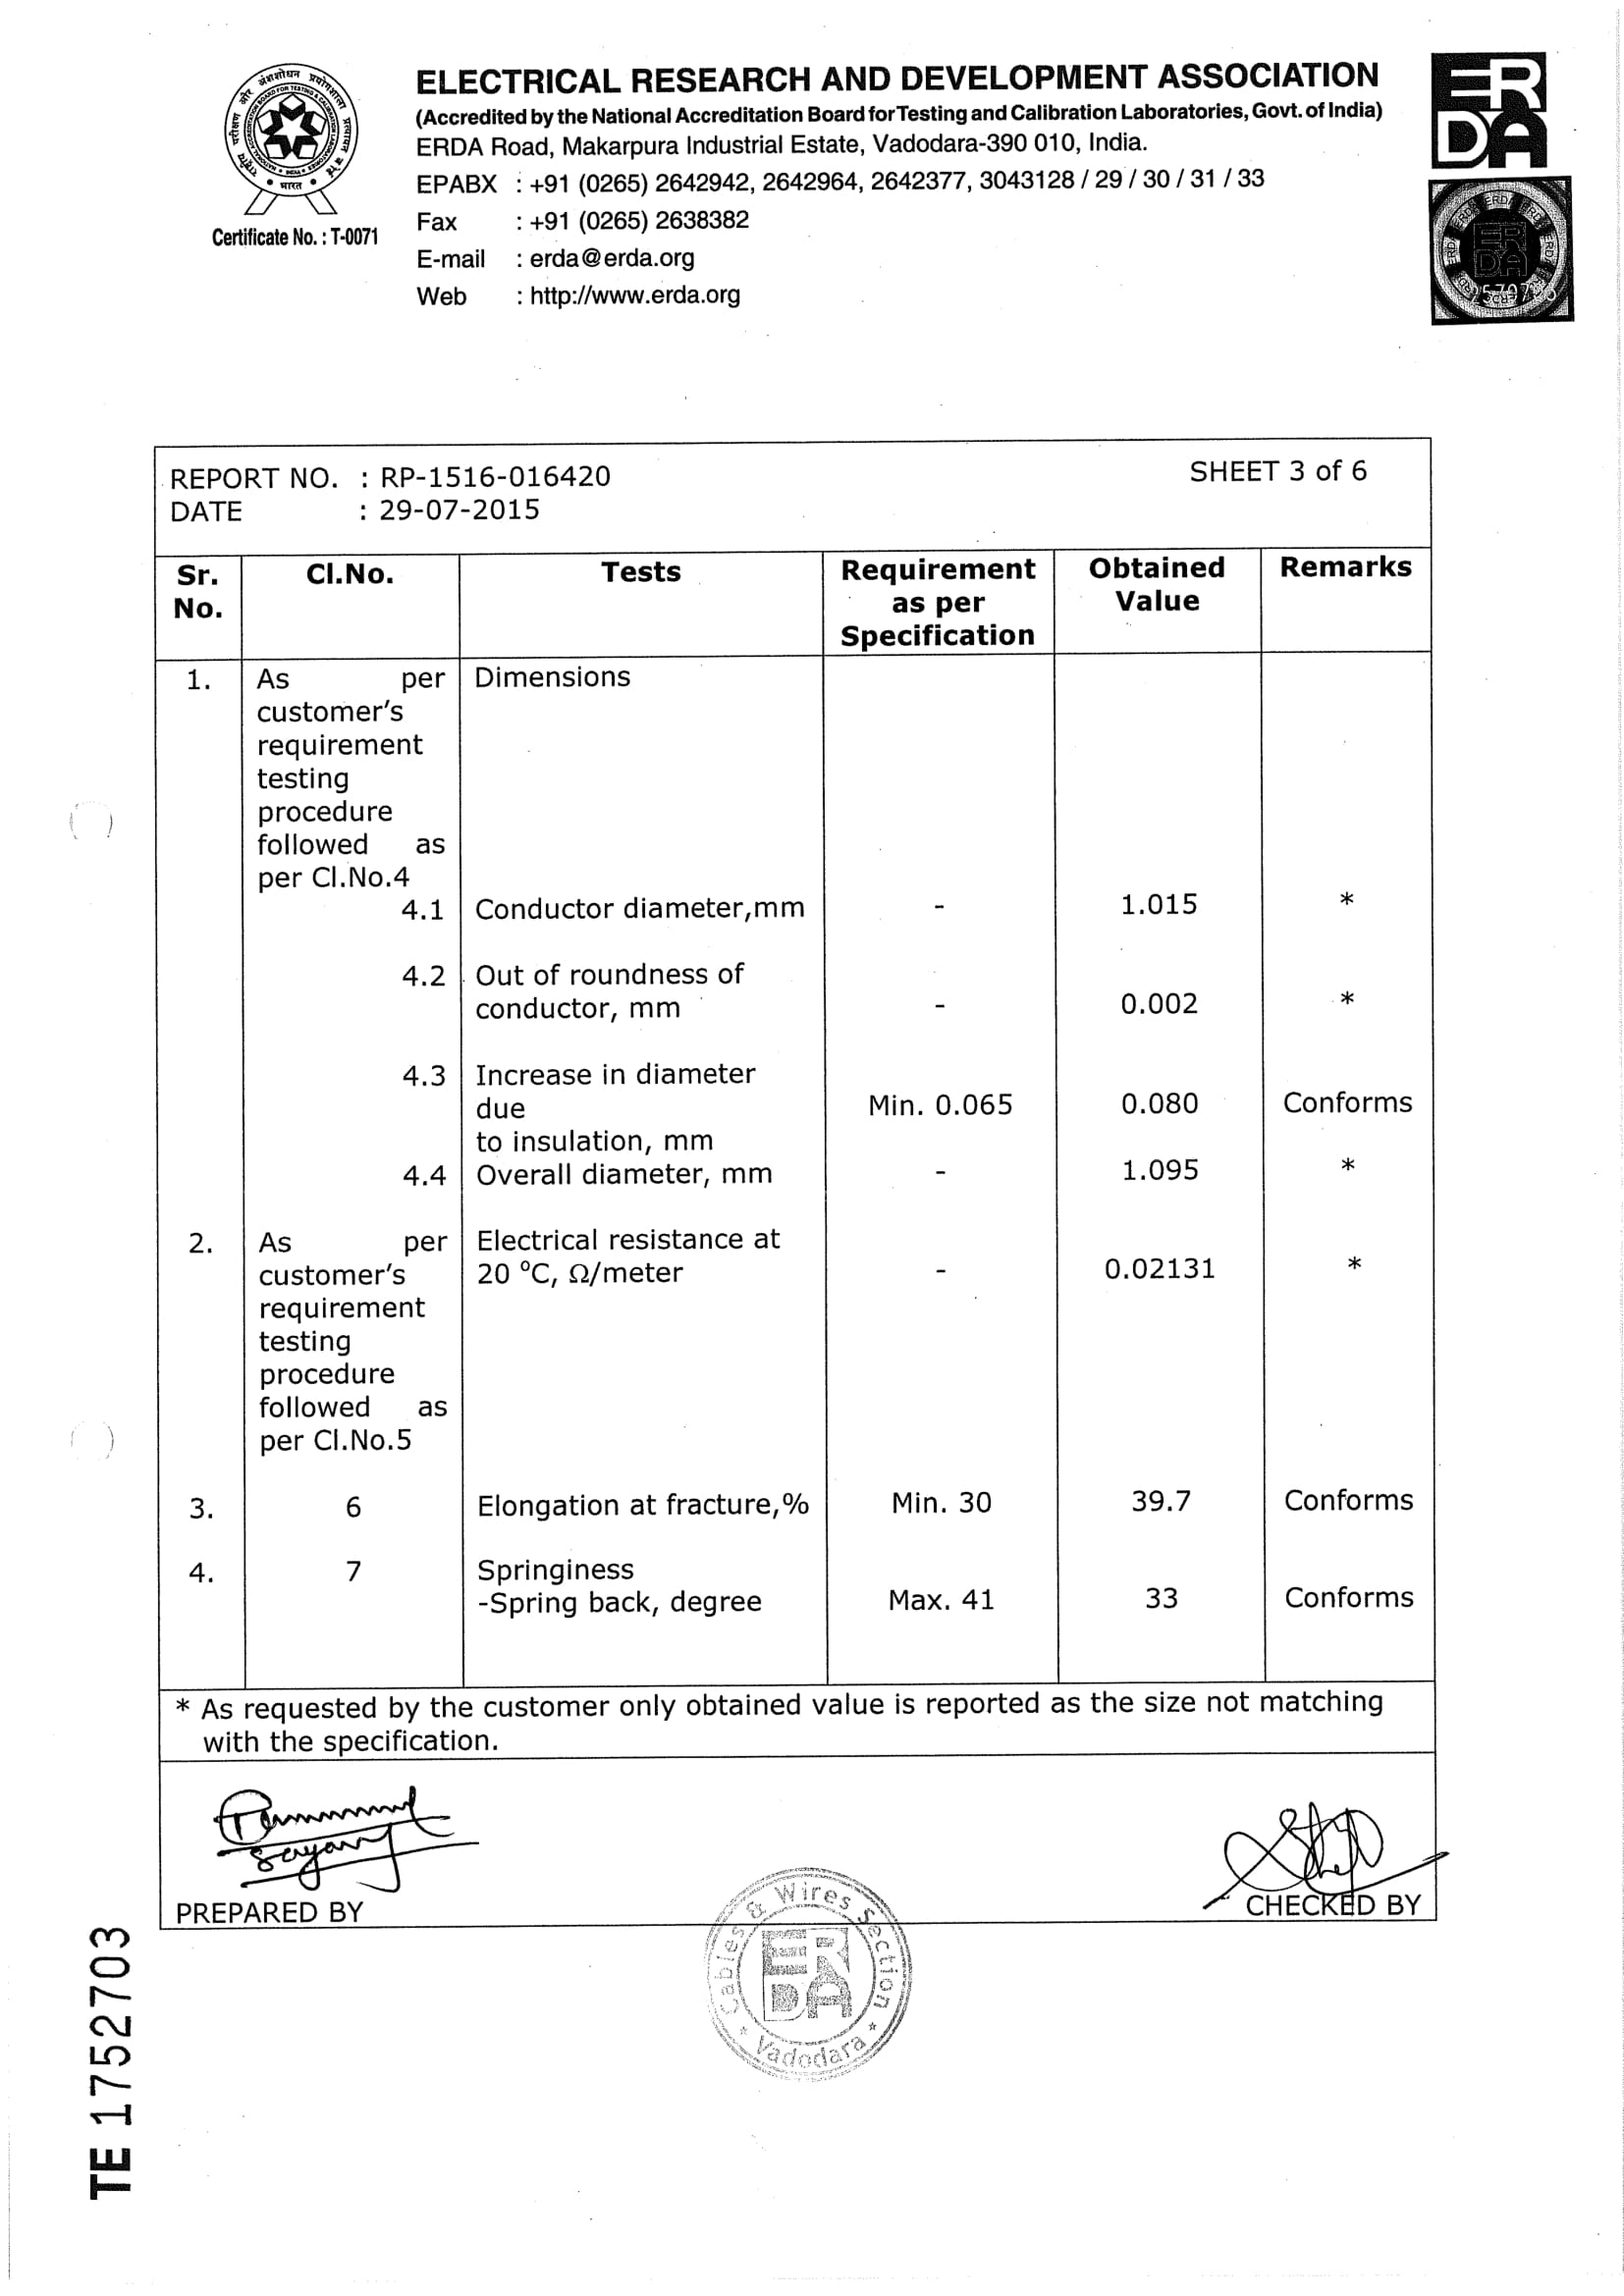 ELECTRICAL RESEARCH AND DEVELOPMENT ASSOCIATION
(Accredited by the National Accreditation Board for Testing and Calibration Laboratories, Govt. of India)
ERDA Road, Makarpura Industrial Estate, Vadodara-390 010, India.
EPABX : +91 (0265) 2642942, 2642964, 2642377, 3043128 / 29 / 30 / 31 / 33
Fax : +91 (0265) 2638382
E-mail : erda@erda.org
Web : http://www.erda.org
भारत
Certificate No. : T-0071
ER
DA
ERDA
REPORT NO. : RP-1516-016420 SHEET 3 of 6
DATE : 29-07-2015
Sr. No. Cl.No. Tests Requirement as per Specification Obtained Value Remarks
1. As per Dimensions
customer's
requirement
testing
procedure
followed as
per Cl.No.4
4.1 Conductor diameter,mm - 1.015 *
4.2 Out of roundness of
conductor, mm - 0.002 *
4.3 Increase in diameter
due Min. 0.065 0.080 Conforms
to insulation, mm
4.4 Overall diameter, mm - 1.095 *
2. As per Electrical resistance at
customer's 20 °C, Ω/meter - 0.02131 *
requirement
testing
procedure
followed as
per Cl.No.5
3. 6 Elongation at fracture,% Min. 30 39.7 Conforms
4. 7 Springiness
-Spring back, degree Max. 41 33 Conforms
* As requested by the customer only obtained value is reported as the size not matching
with the specification.
PREPARED BY CHECKED BY
Cables & Wires Section
ER
DA
* Vadodara *
TE 1752703